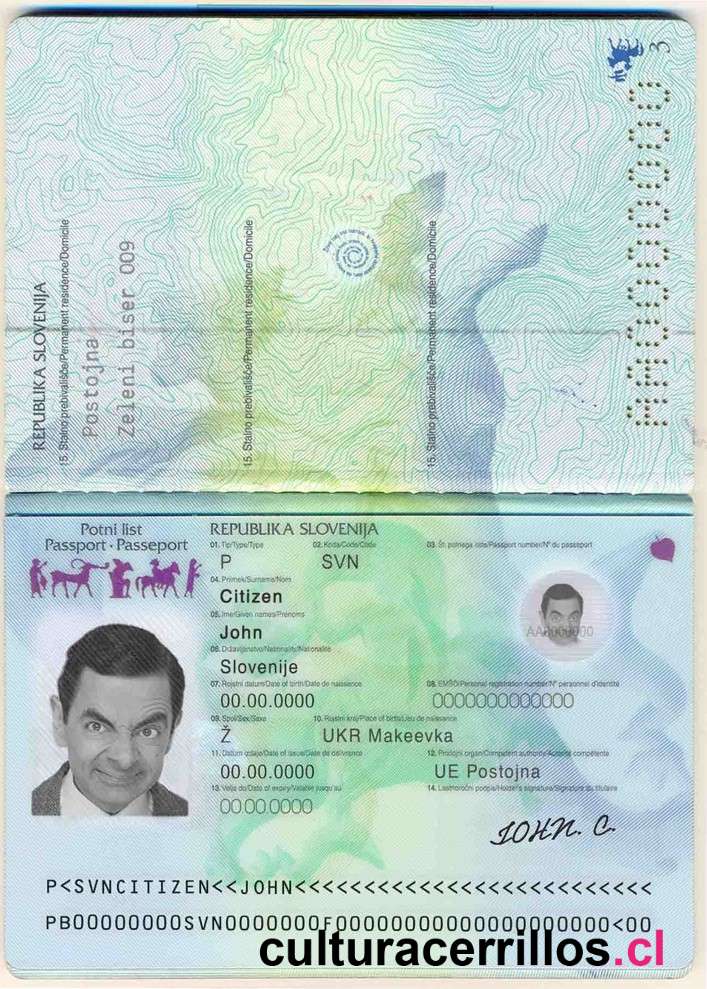 3
AA0000000
REPUBLIKA SLOVENIJA
15. Stalno prebivališče/Permanent residence/Domicile
Postojna
Zeleni biser 009
15. Stalno prebivališče/Permanent residence/Domicile
15. Stalno prebivališče/Permanent residence/Domicile
Potni list
Passport · Passeport
REPUBLIKA SLOVENIJA
01. Tip/Type/Type
02. Koda/Code/Code
03. Št. potnega lista/Passport number/N° du passeport
P
SVN
04. Priimek/Surname/Nom
Citizen
05. Ime/Given names/Prénoms
John
AA0000000
06. Državljanstvo/Nationality/Nationalité
Slovenije
07. Rojstni datum/Date of birth/Date de naissance
08. EMŠO/Personal registration number/N° personnel d'identité
00.00.0000
0000000000000
09. Spol/Sex/Sexe
10. Rojstni kraj/Place of birth/Lieu de naissance
Ž
UKR Makeevka
11. Datum izdaje/Date of issue/Date de délivrance
12. Pristojni organ/Competent authority/Autorité compétente
00.00.0000
UE Postojna
13. Velja do/Date of expiry/Valable jusqu'au
14. Lastnoročni podpis/Holder's signature/Signature du titulaire
00.00.0000
JOHN. C.
P<SVNCITIZEN<<JOHN<<<<<<<<<<<<<<<<<<<<<<<<<<
PB00000000SVN0000000F00000000000000000000<00
culturacerrillos.cl